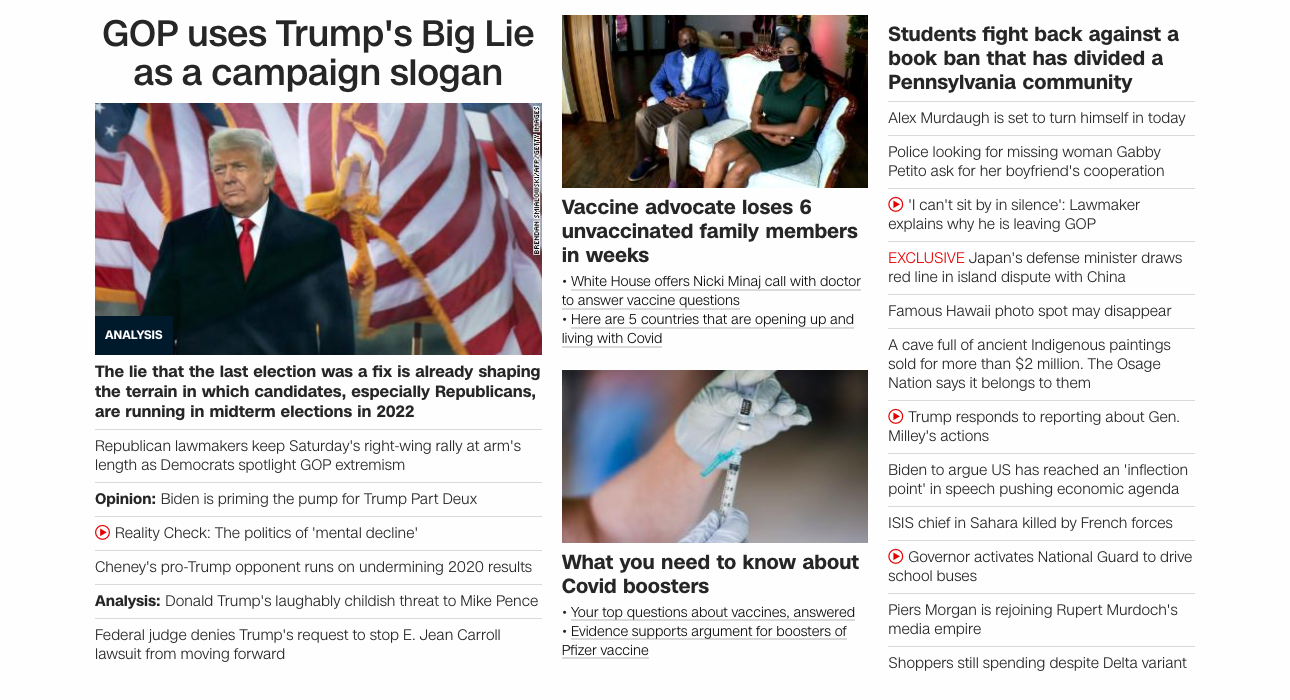 GOP uses Trump's Big Lie
as a campaign slogan
BRENDAN SMIALOWSKI/AFP/GETTY IMAGES
ANALYSIS
The lie that the last election was a fix is already shaping
the terrain in which candidates, especially Republicans,
are running in midterm elections in 2022
Republican lawmakers keep Saturday's right-wing rally at arm's
length as Democrats spotlight GOP extremism
Opinion: Biden is priming the pump for Trump Part Deux
Reality Check: The politics of 'mental decline'
Cheney's pro-Trump opponent runs on undermining 2020 results
Analysis: Donald Trump's laughably childish threat to Mike Pence
Federal judge denies Trump's request to stop E. Jean Carroll
lawsuit from moving forward
Vaccine advocate loses 6
unvaccinated family members
in weeks
• White House offers Nicki Minaj call with doctor
to answer vaccine questions
• Here are 5 countries that are opening up and
living with Covid
What you need to know about
Covid boosters
• Your top questions about vaccines, answered
• Evidence supports argument for boosters of
Pfizer vaccine
Students fight back against a
book ban that has divided a
Pennsylvania community
Alex Murdaugh is set to turn himself in today
Police looking for missing woman Gabby
Petito ask for her boyfriend's cooperation
'I can't sit by in silence': Lawmaker
explains why he is leaving GOP
EXCLUSIVE Japan's defense minister draws
red line in island dispute with China
Famous Hawaii photo spot may disappear
A cave full of ancient Indigenous paintings
sold for more than $2 million. The Osage
Nation says it belongs to them
Trump responds to reporting about Gen.
Milley's actions
Biden to argue US has reached an 'inflection
point' in speech pushing economic agenda
ISIS chief in Sahara killed by French forces
Governor activates National Guard to drive
school buses
Piers Morgan is rejoining Rupert Murdoch's
media empire
Shoppers still spending despite Delta variant